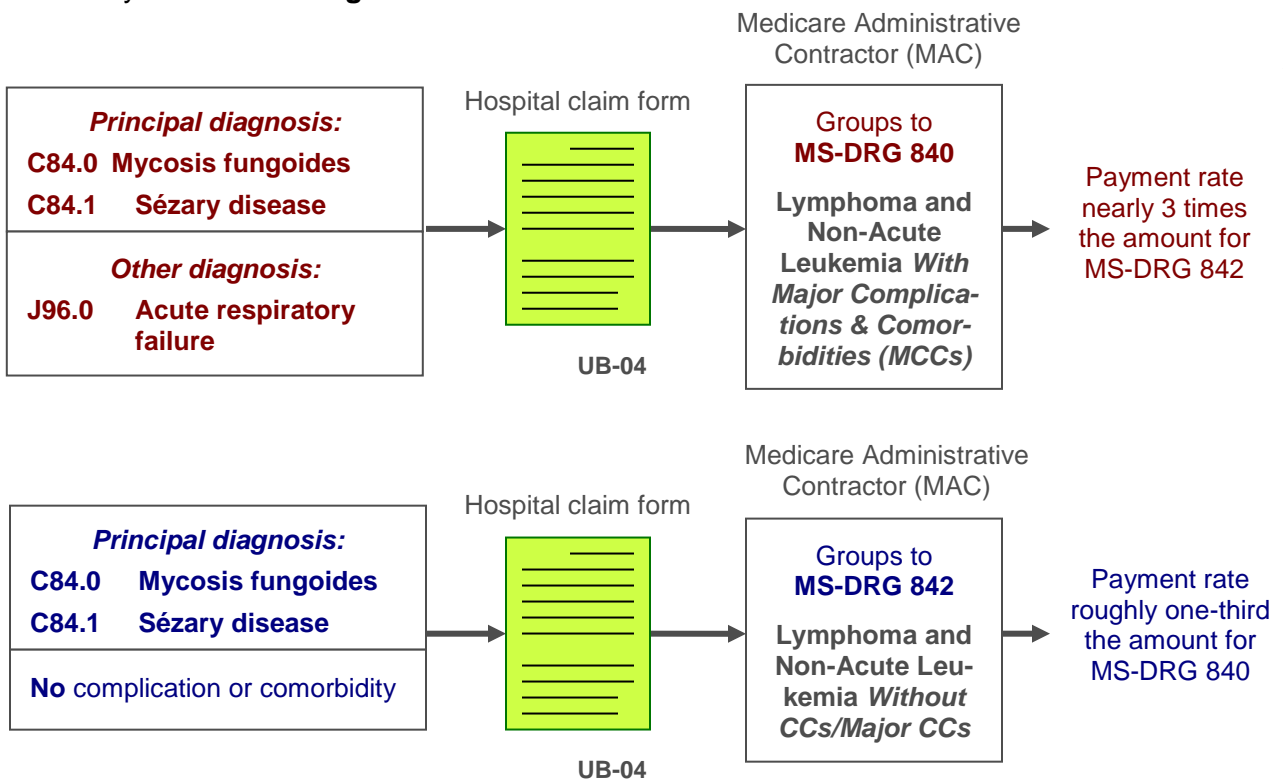 Medicare Administrative
Contractor (MAC)
Hospital claim form
Principal diagnosis:
C84.0 Mycosis fungoides
C84.1 Sézary disease
Other diagnosis:
J96.0 Acute respiratory
failure
UB-04
Groups to
MS-DRG 840
Lymphoma and
Non-Acute
Leukemia With
Major Complica-
tions & Comor-
bidities (MCCs)
Payment rate
nearly 3 times
the amount for
MS-DRG 842
Medicare Administrative
Contractor (MAC)
Hospital claim form
Principal diagnosis:
C84.0 Mycosis fungoides
C84.1 Sézary disease
No complication or comorbidity
UB-04
Groups to
MS-DRG 842
Lymphoma and
Non-Acute Leu-
kemia Without
CCs/Major CCs
Payment rate
roughly one-third
the amount for
MS-DRG 840